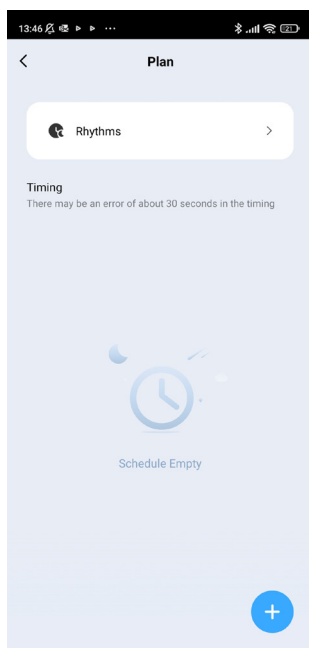 13:46
21
Plan
Rhythms
Timing
There may be an error of about 30 seconds in the timing
Schedule Empty